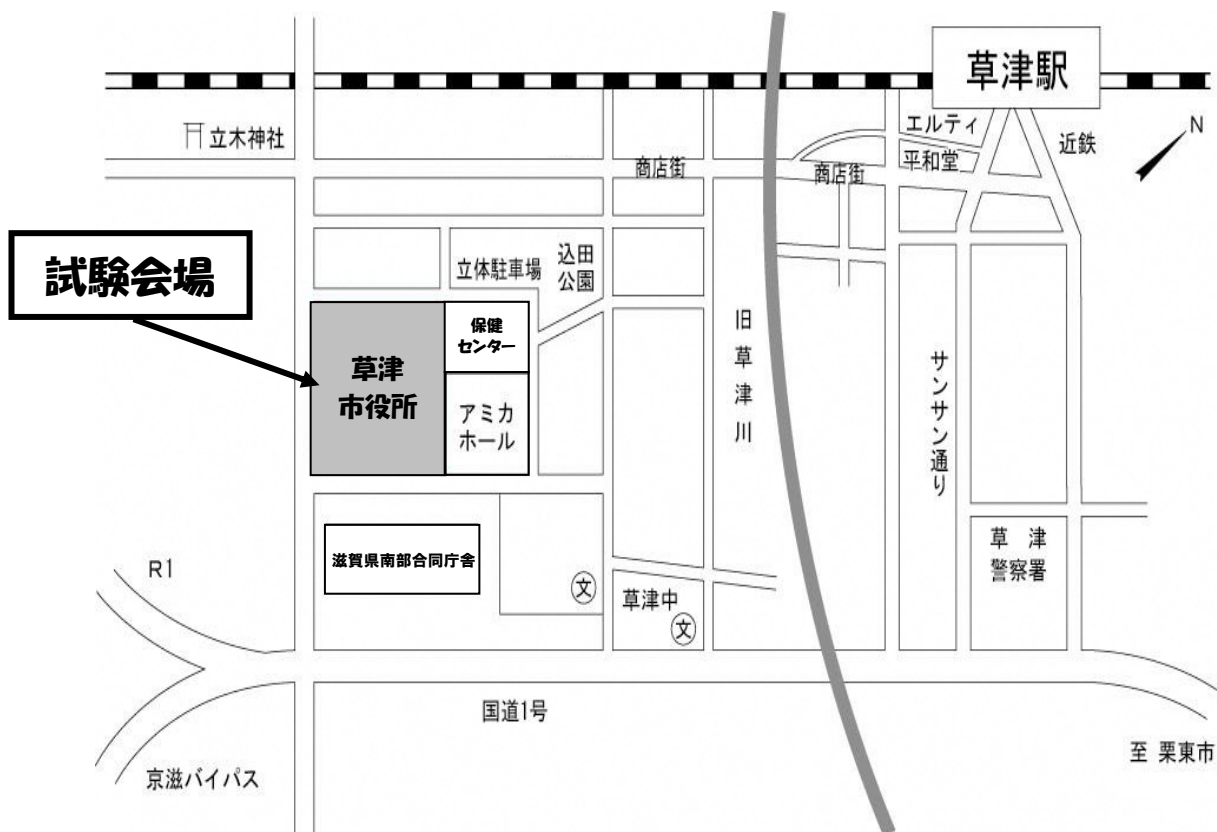 草津駅
エルティ
平和堂
近鉄
N
立木神社
商店街
商店街
試験会場
立体駐車場
込田
公園
保健
センター
草津
市役所
アミカ
ホール
旧草津川
サンサン通り
滋賀県南部合同庁舎
草津
警察署
R1
文
草津中
文
国道1号
至 栗東市
京滋バイパス